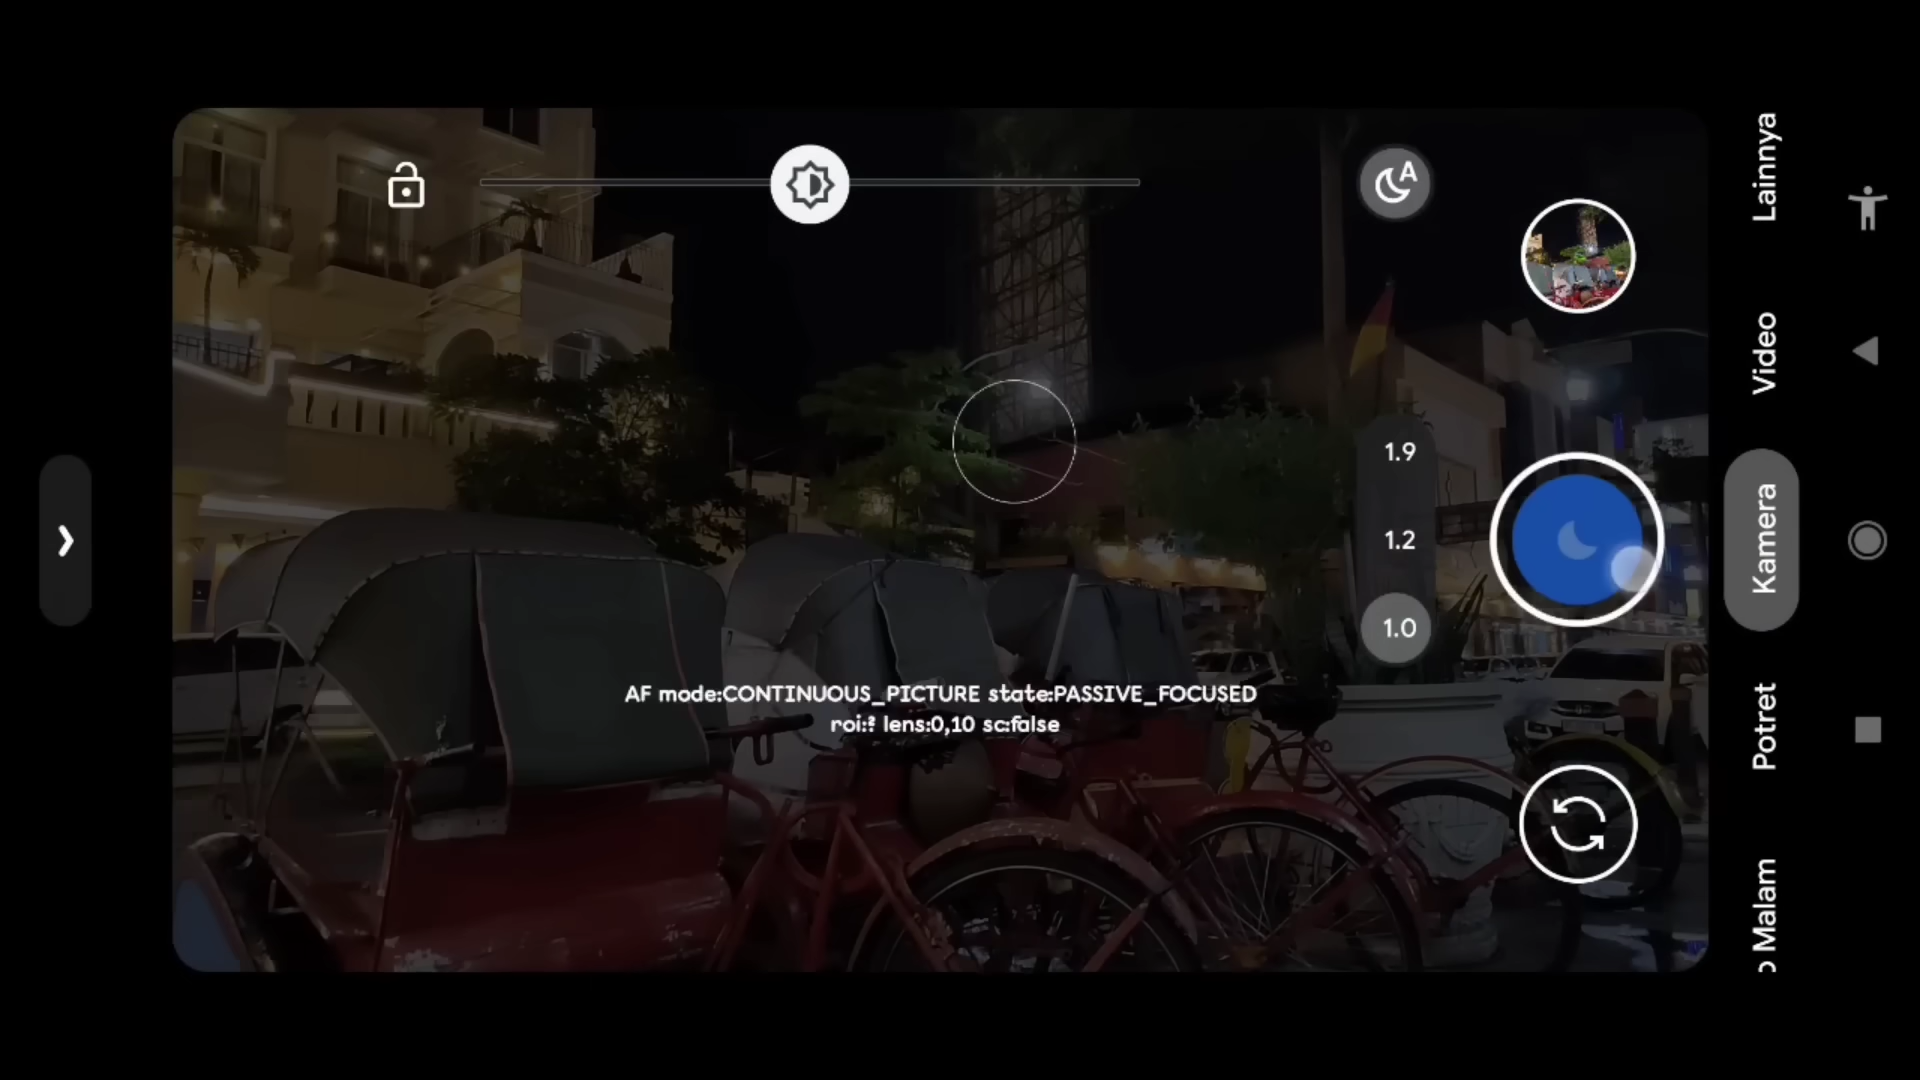 A
1.9
1.2
1.0
AF mode:CONTINUOUS_PICTURE state:PASSIVE_FOCUSED
roi:? lens:0,10 sc:false
Lainnya
Video
Kamera
Potret
o Malam